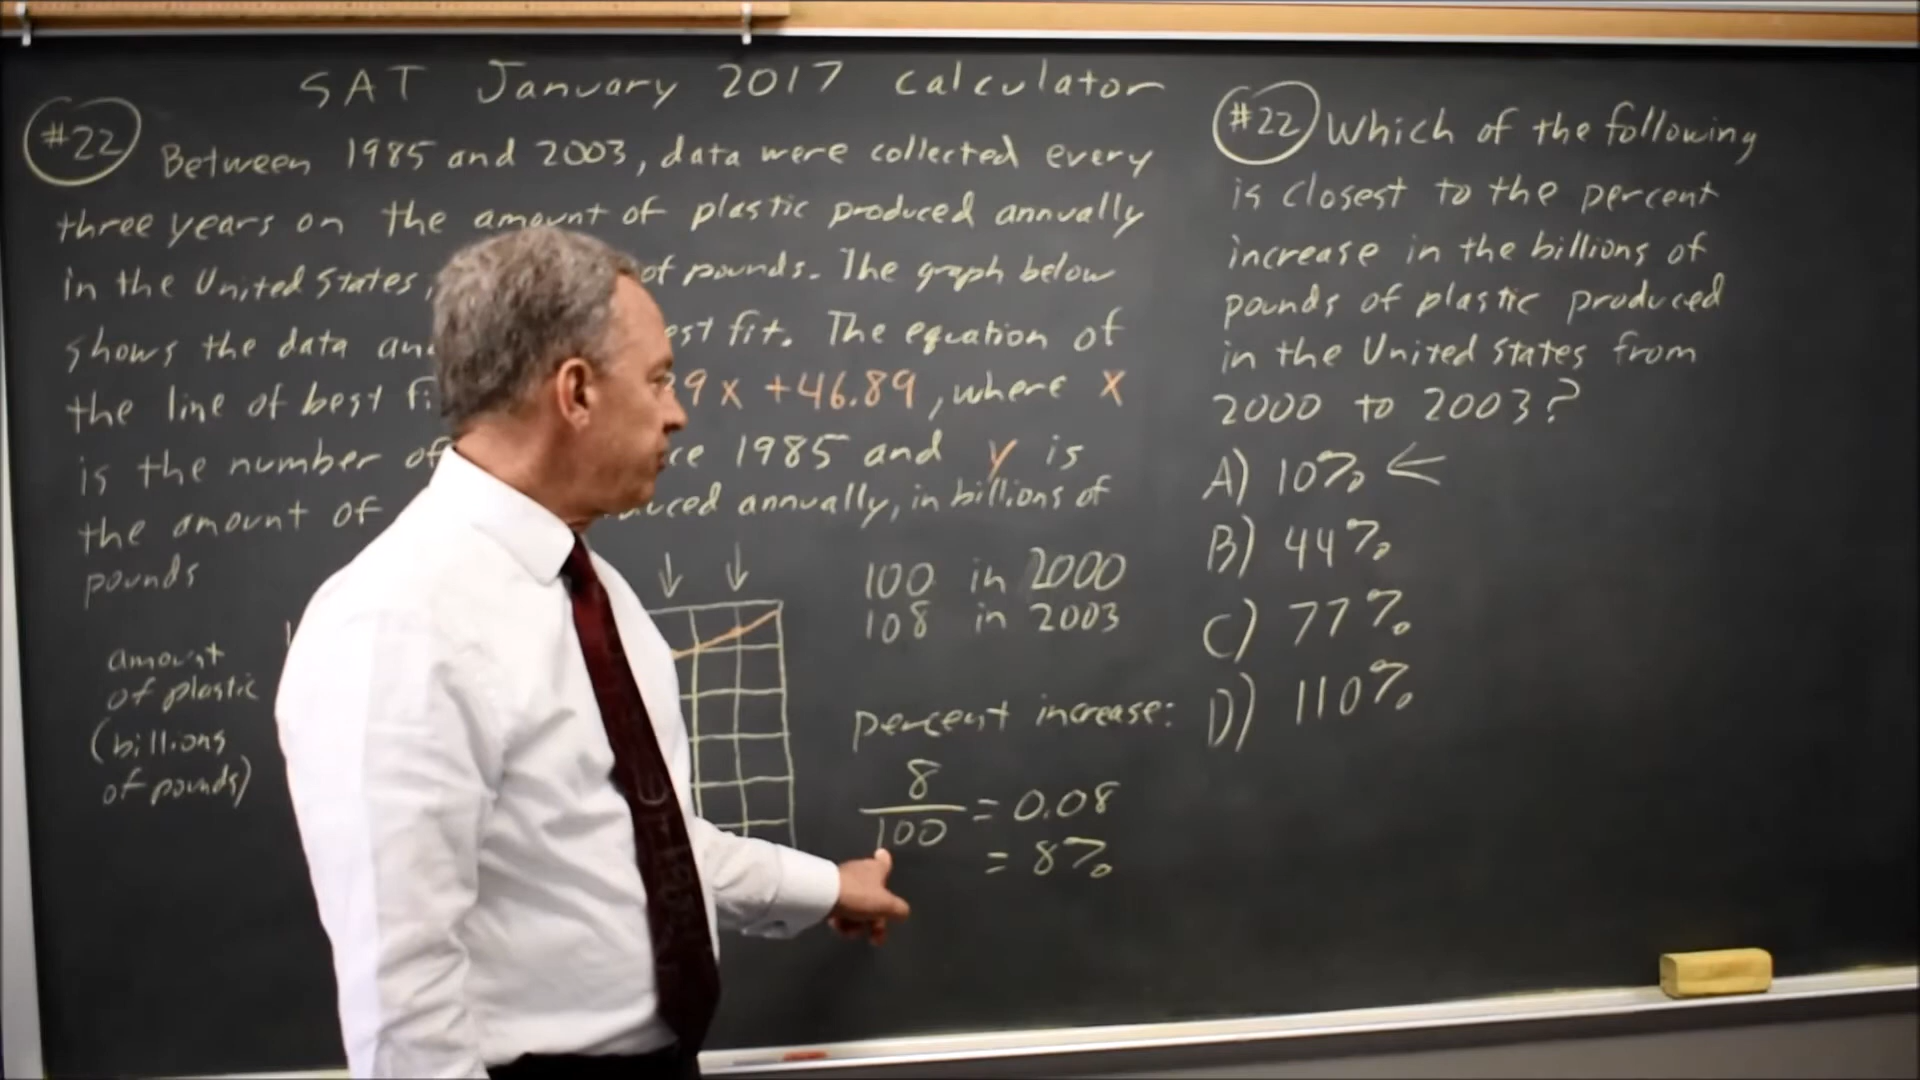 SAT January 2017 calculator
#22 Between 1985 and 2003, data were collected every
three years on the amount of plastic produced annually
in the United States, of pounds. The graph below
shows the data and est fit. The equation of
the line of best 9x + 46.89, where x
is the number of 1985 and y is
the amount of annually, in billions of
pounds
100 in 2000
108 in 2003
amount
of plastic
(billions
of pounds)
percent increase:
8/100 = 0.08
= 8%
#22 Which of the following
is closest to the percent
increase in the billions of
pounds of plastic produced
in the United States from
2000 to 2003?
A) 10% ←
B) 44%
C) 77%
D) 110%